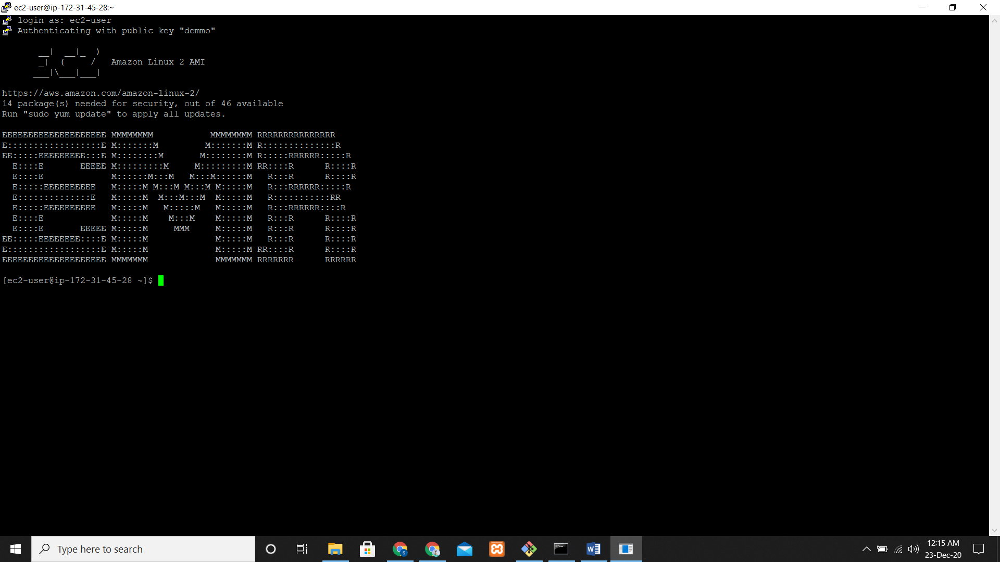 ec2-user@ip-172-31-45-28:~
login as: ec2-user
Authenticating with public key "demmo"

       __|  __|_  )
       _|  (     /   Amazon Linux 2 AMI
      ___|\___|___|

https://aws.amazon.com/amazon-linux-2/
14 package(s) needed for security, out of 46 available
Run "sudo yum update" to apply all updates.

EEEEEEEEEEEEEEEEEEEE MMMMMMMM           MMMMMMMM RRRRRRRRRRRRRRR
E::::::::::::::::::E M:::::::M         M:::::::M R::::::::::::::R
EE:::::EEEEEEEEE:::E M::::::::M       M::::::::M R:::::RRRRRR:::::R
  E::::E       EEEEE M:::::::::M     M:::::::::M RR::::R      R::::R
  E::::E             M::::::M:::M   M:::M::::::M   R:::R      R::::R
  E:::::EEEEEEEEEE   M:::::M M:::M M:::M M:::::M   R:::RRRRRR:::::R
  E::::::::::::::E   M:::::M  M:::M:::M  M:::::M   R:::::::::::RR
  E:::::EEEEEEEEEE   M:::::M   M:::::M   M:::::M   R:::RRRRRR::::R
  E::::E             M:::::M    M:::M    M:::::M   R:::R      R::::R
  E::::E       EEEEE M:::::M     MMM     M:::::M   R:::R      R::::R
EE:::::EEEEEEEE::::E M:::::M             M:::::M   R:::R      R::::R
E::::::::::::::::::E M:::::M             M:::::M RR::::R      R::::R
EEEEEEEEEEEEEEEEEEEE MMMMMMM             MMMMMMM RRRRRRR      RRRRRR

[ec2-user@ip-172-31-45-28 ~]$
Type here to search
12:15 AM
23-Dec-20